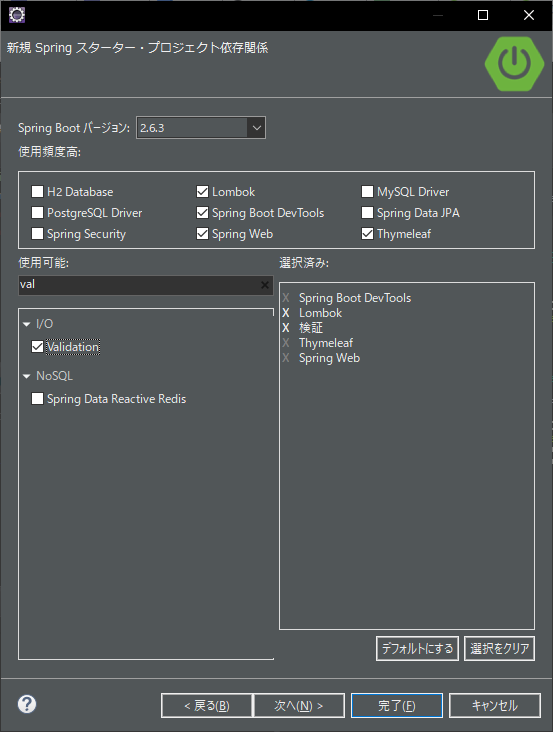 新規 Spring スターター・プロジェクト依存関係
Spring Boot バージョン: 2.6.3
使用頻度高:
H2 Database Lombok MySQL Driver
PostgreSQL Driver Spring Boot DevTools Spring Data JPA
Spring Security Spring Web Thymeleaf
使用可能: 選択済み:
val
I/O
Validation
NoSQL
Spring Data Reactive Redis
X Spring Boot DevTools
X Lombok
X 検証
X Thymeleaf
X Spring Web
デフォルトにする 選択をクリア
? < 戻る(B) 次へ(N) > 完了(F) キャンセル